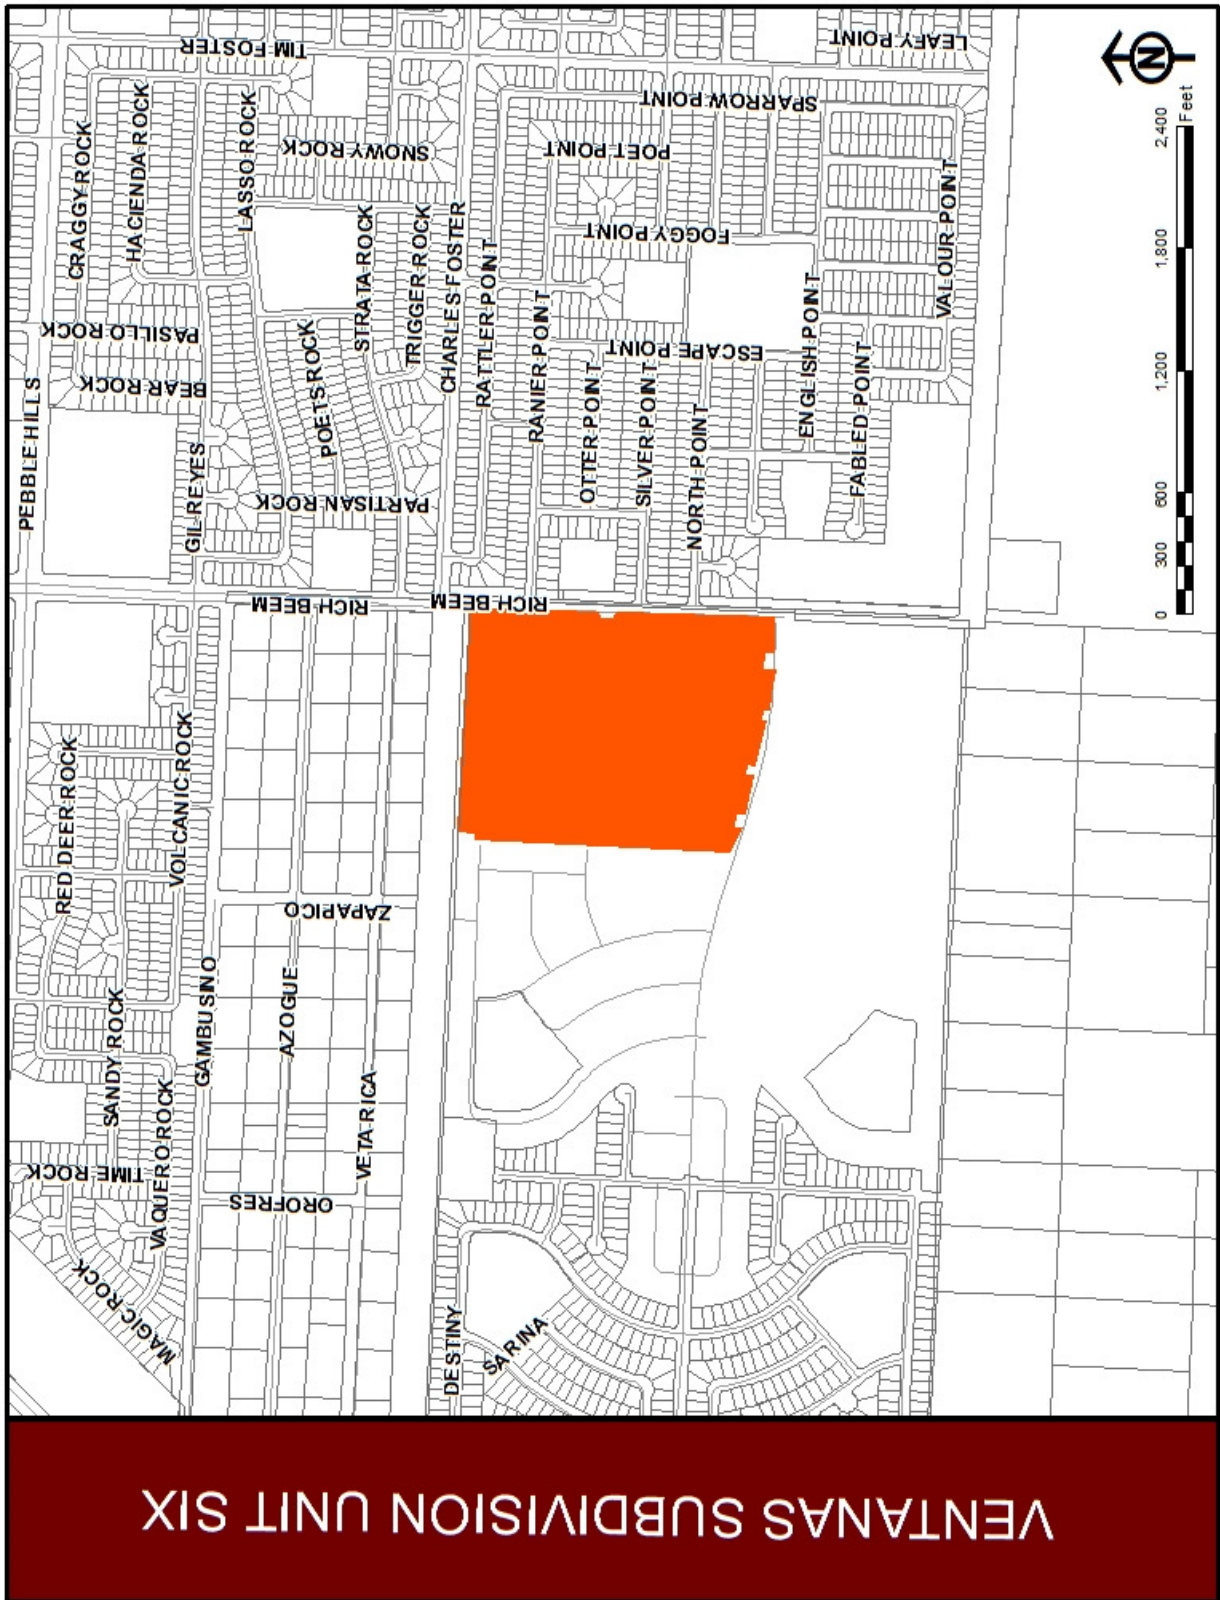 VENTANAS SUBDIVISION UNIT SIX
TIM FOSTER
LEAFY POINT
HACIENDA ROCK
LASSO ROCK
CRAGGY ROCK
SNOWY ROCK
SPARROW POINT
POET POINT
FOGGY POINT
VALOUR POINT
STRATA ROCK
TRIGGER ROCK
CHARLES FOSTER
RATTLER POINT
PASILLO ROCK
BEAR ROCK
POETS ROCK
RANIER POINT
ESCAPE POINT
ENGLISH POINT
FABLED POINT
OTTER POINT
SILVER POINT
NORTH POINT
PEBBLE HILLS
GIL REYES
PARTISAN ROCK
RICH BEEM
RICH BEEM
RED DEER ROCK
VOLCANIC ROCK
ZAPARICO
SANDY ROCK
GAMBUSINO
AZOGUE
VETA RICA
TIME ROCK
VAQUERO ROCK
OROFRES
MAGIC ROCK
DESTINY
SARINA
N
0 300 600 1,200 1,800 2,400
Feet